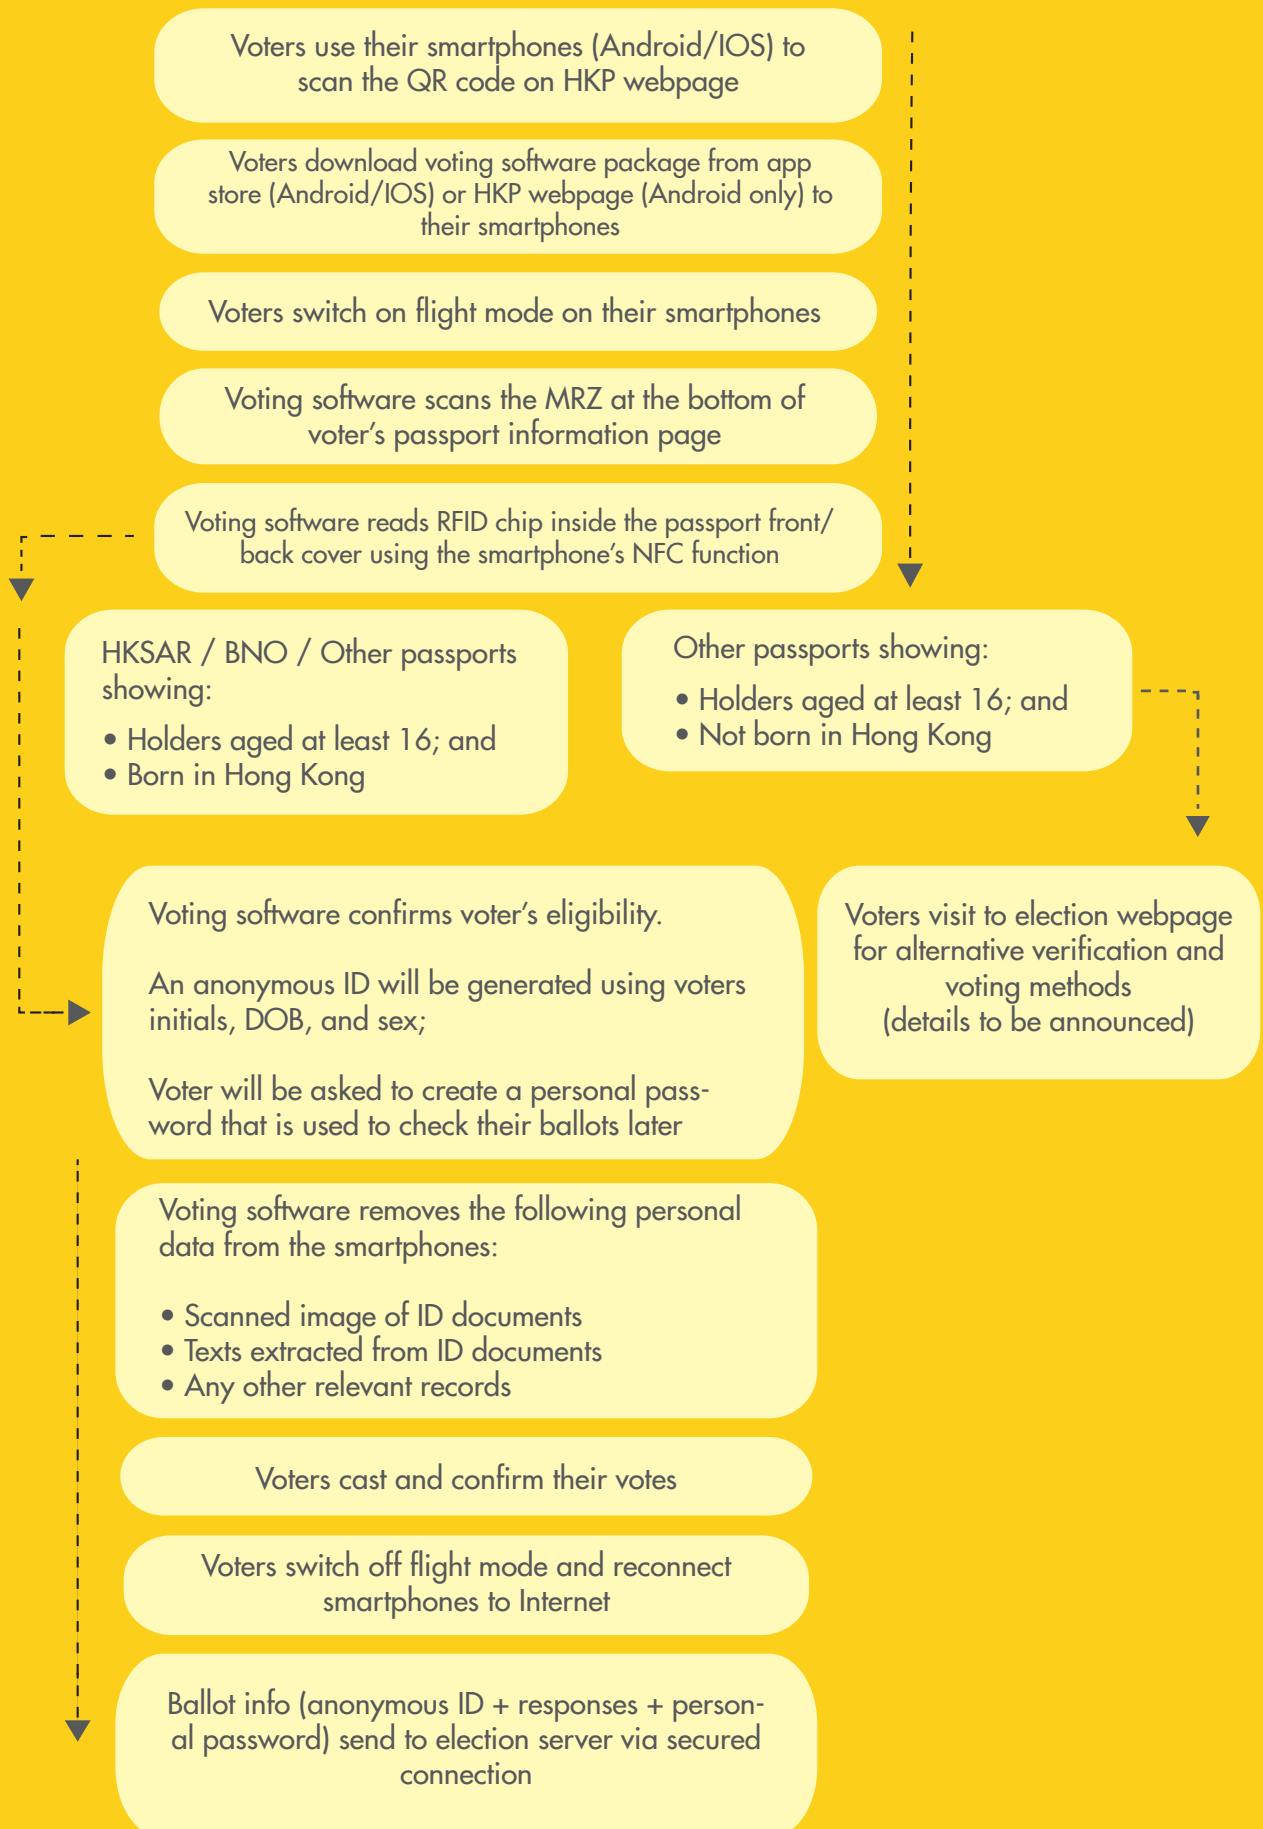 Voters use their smartphones (Android/IOS) to
scan the QR code on HKP webpage
Voters download voting software package from app
store (Android/IOS) or HKP webpage (Android only) to
their smartphones
Voters switch on flight mode on their smartphones
Voting software scans the MRZ at the bottom of
voter's passport information page
Voting software reads RFID chip inside the passport front/
back cover using the smartphone's NFC function
HKSAR / BNO / Other passports
showing:
• Holders aged at least 16; and
• Born in Hong Kong
Other passports showing:
• Holders aged at least 16; and
• Not born in Hong Kong
Voting software confirms voter's eligibility.
An anonymous ID will be generated using voters
initials, DOB, and sex;
Voter will be asked to create a personal pass-
word that is used to check their ballots later
Voters visit to election webpage
for alternative verification and
voting methods
(details to be announced)
Voting software removes the following personal
data from the smartphones:
• Scanned image of ID documents
• Texts extracted from ID documents
• Any other relevant records
Voters cast and confirm their votes
Voters switch off flight mode and reconnect
smartphones to Internet
Ballot info (anonymous ID + responses + person-
al password) send to election server via secured
connection